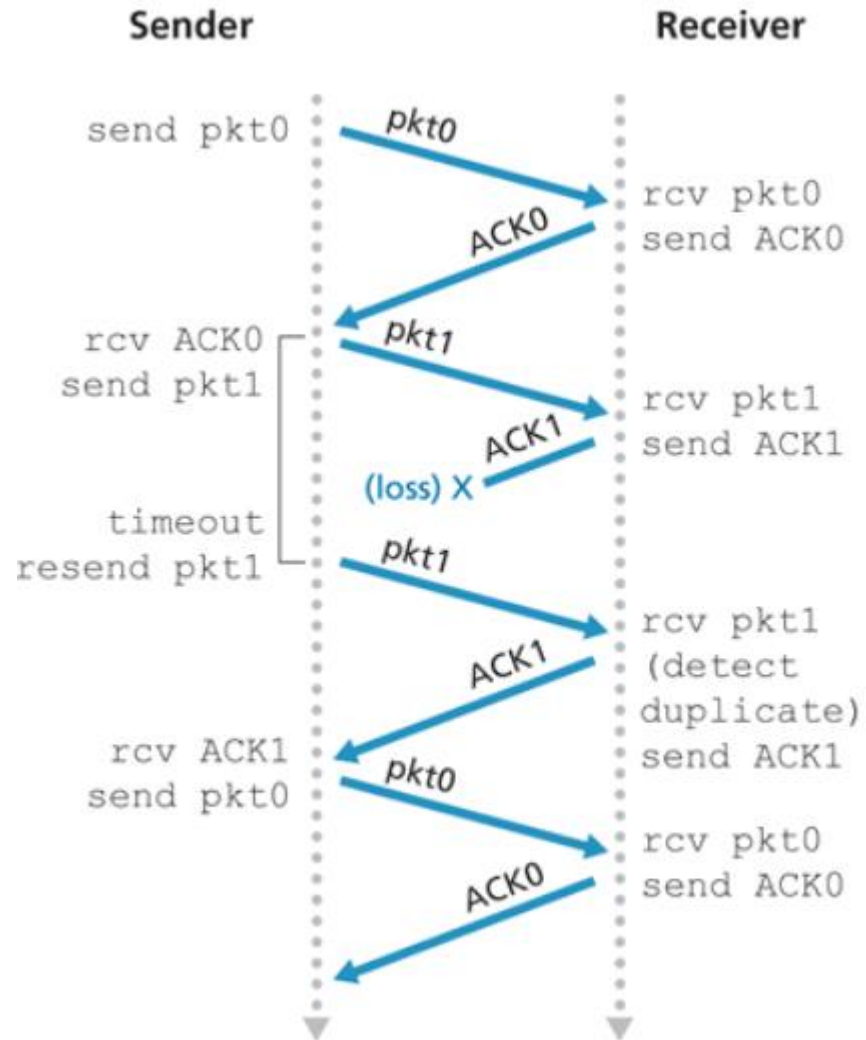 Sender
Receiver
send pkt0
pkt0
rcv pkt0
send ACK0
ACK0
rcv ACK0
send pkt1
pkt1
rcv pkt1
send ACK1
ACK1
(loss) X
timeout
resend pkt1
pkt1
rcv pkt1
(detect
duplicate)
send ACK1
ACK1
rcv ACK1
send pkt0
pkt0
rcv pkt0
send ACK0
ACK0